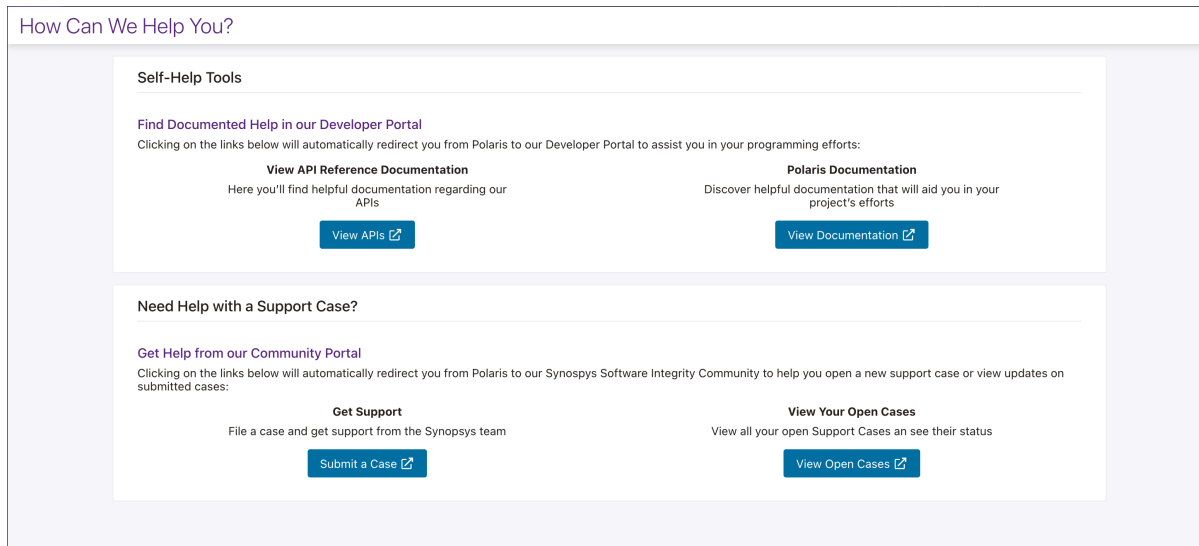 How Can We Help You?
Self-Help Tools
Find Documented Help in our Developer Portal
Clicking on the links below will automatically redirect you from Polaris to our Developer Portal to assist you in your programming efforts:
View API Reference Documentation
Here you'll find helpful documentation regarding our
APIs
View APIs
Polaris Documentation
Discover helpful documentation that will aid you in your
project's efforts
View Documentation
Need Help with a Support Case?
Get Help from our Community Portal
Clicking on the links below will automatically redirect you from Polaris to our Synospys Software Integrity Community to help you open a new support case or view updates on
submitted cases:
Get Support
File a case and get support from the Synopsys team
Submit a Case
View Your Open Cases
View all your open Support Cases an see their status
View Open Cases